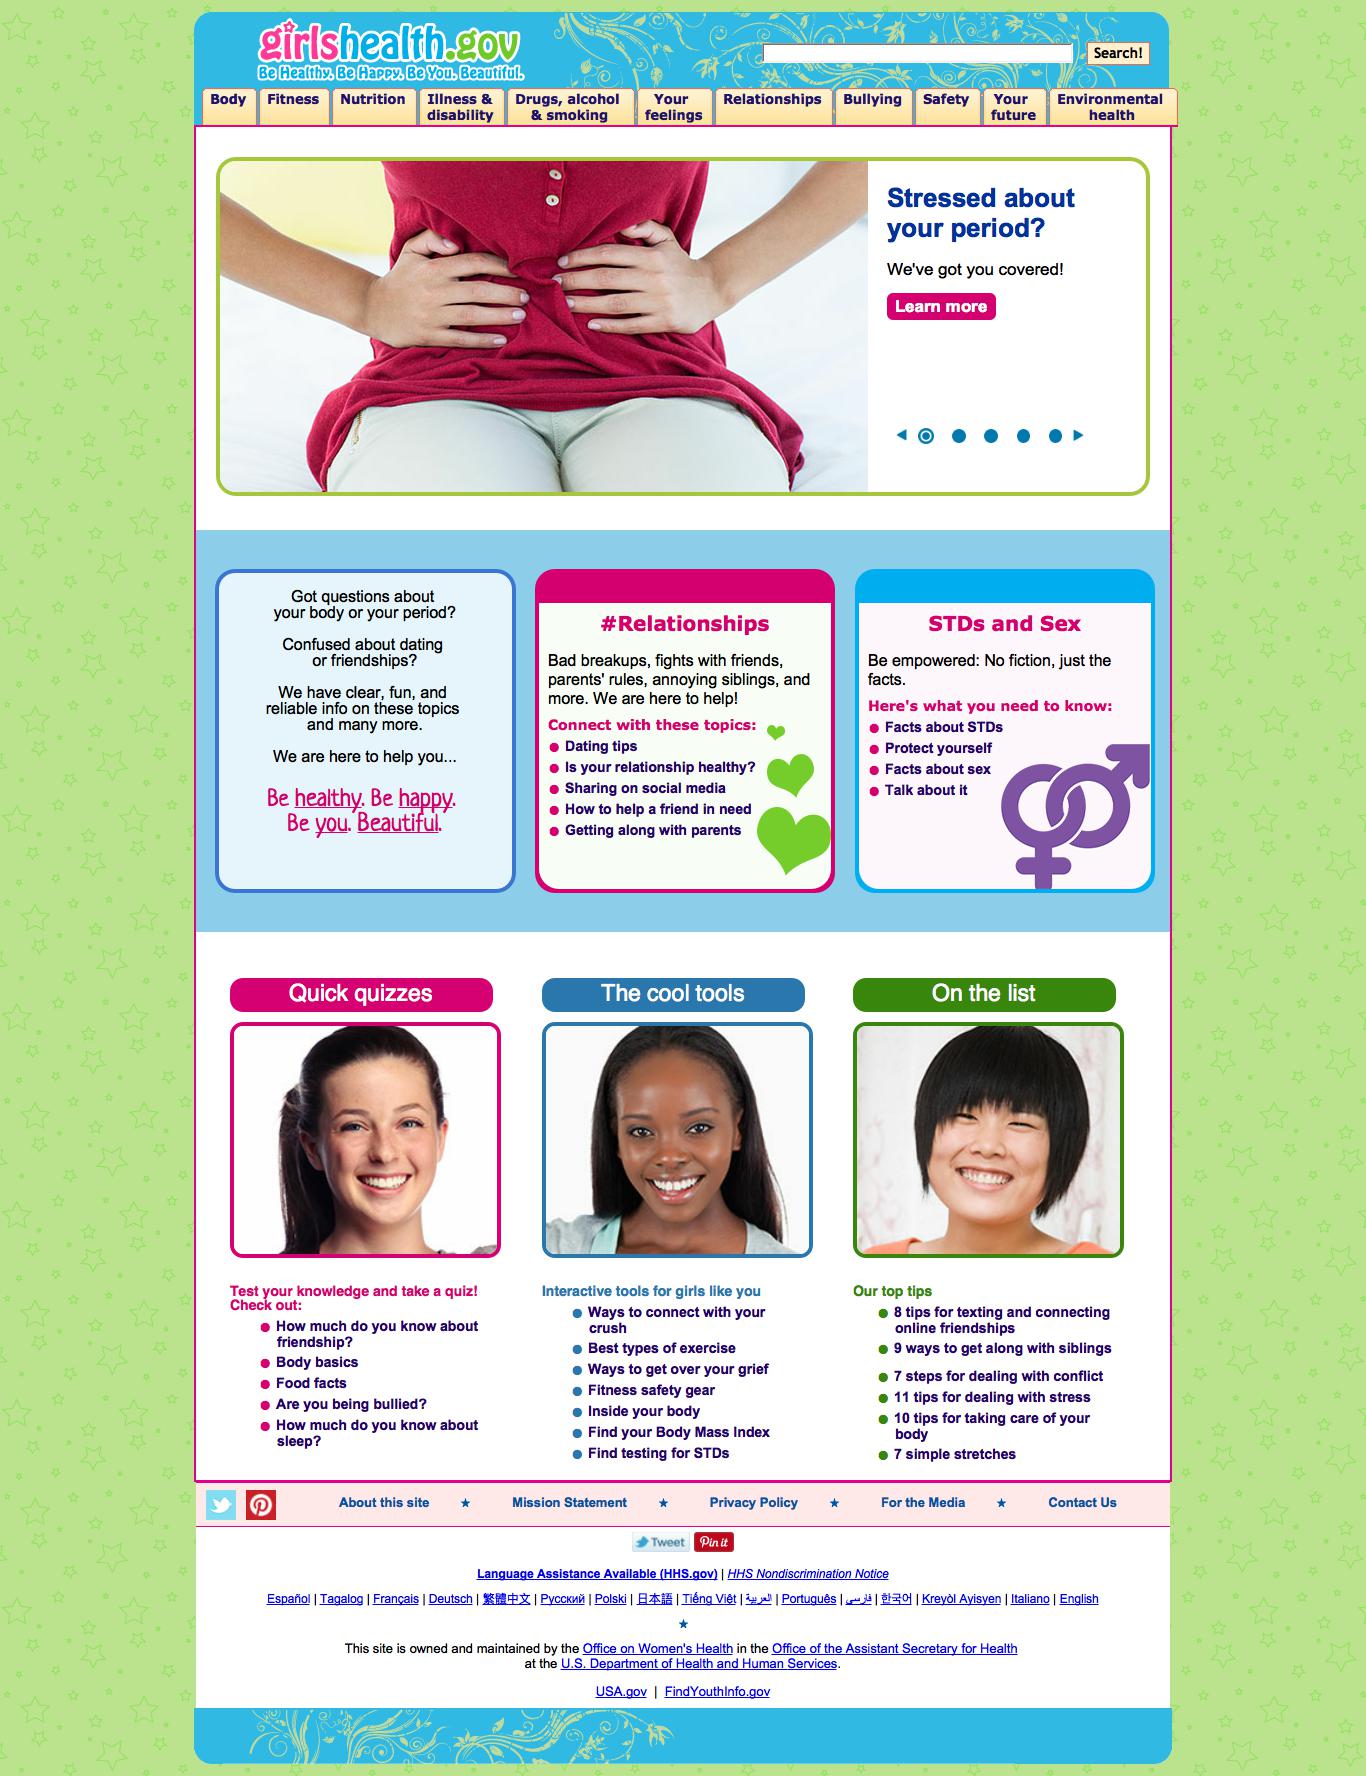 girlshealth.gov
Be Healthy. Be Happy. Be You. Beautiful.
Search!
Body
Fitness
Nutrition
Illness &
disability
Drugs, alcohol
& smoking
Your
feelings
Relationships
Bullying
Safety
Your
future
Environmental
health
Stressed about
your period?
We've got you covered!
Learn more
Got questions about
your body or your period?
Confused about dating
or friendships?
We have clear, fun, and
reliable info on these topics
and many more.
We are here to help you...
Be healthy. Be happy.
Be you. Beautiful.
#Relationships
Bad breakups, fights with friends,
parents' rules, annoying siblings, and
more. We are here to help!
Connect with these topics:
Dating tips
Is your relationship healthy?
Sharing on social media
How to help a friend in need
Getting along with parents
STDs and Sex
Be empowered: No fiction, just the
facts.
Here's what you need to know:
Facts about STDs
Protect yourself
Facts about sex
Talk about it
Quick quizzes
Test your knowledge and take a quiz!
Check out:
How much do you know about
friendship?
Body basics
Food facts
Are you being bullied?
How much do you know about
sleep?
The cool tools
Interactive tools for girls like you
Ways to connect with your
crush
Best types of exercise
Ways to get over your grief
Fitness safety gear
Inside your body
Find your Body Mass Index
Find testing for STDs
On the list
Our top tips
8 tips for texting and connecting
online friendships
9 ways to get along with siblings
7 steps for dealing with conflict
11 tips for dealing with stress
10 tips for taking care of your
body
7 simple stretches
About this site ★ Mission Statement ★ Privacy Policy ★ For the Media ★ Contact Us
Tweet Pin it
Language Assistance Available (HHS.gov) | HHS Nondiscrimination Notice
Español | Tagalog | Français | Deutsch | 繁體中文 | Русский | Polski | 日本語 | Tiếng Việt | العربية | Português | فارسی | 한국어 | Kreyòl Ayisyen | Italiano | English
This site is owned and maintained by the Office on Women's Health in the Office of the Assistant Secretary for Health
at the U.S. Department of Health and Human Services.
USA.gov | FindYouthInfo.gov